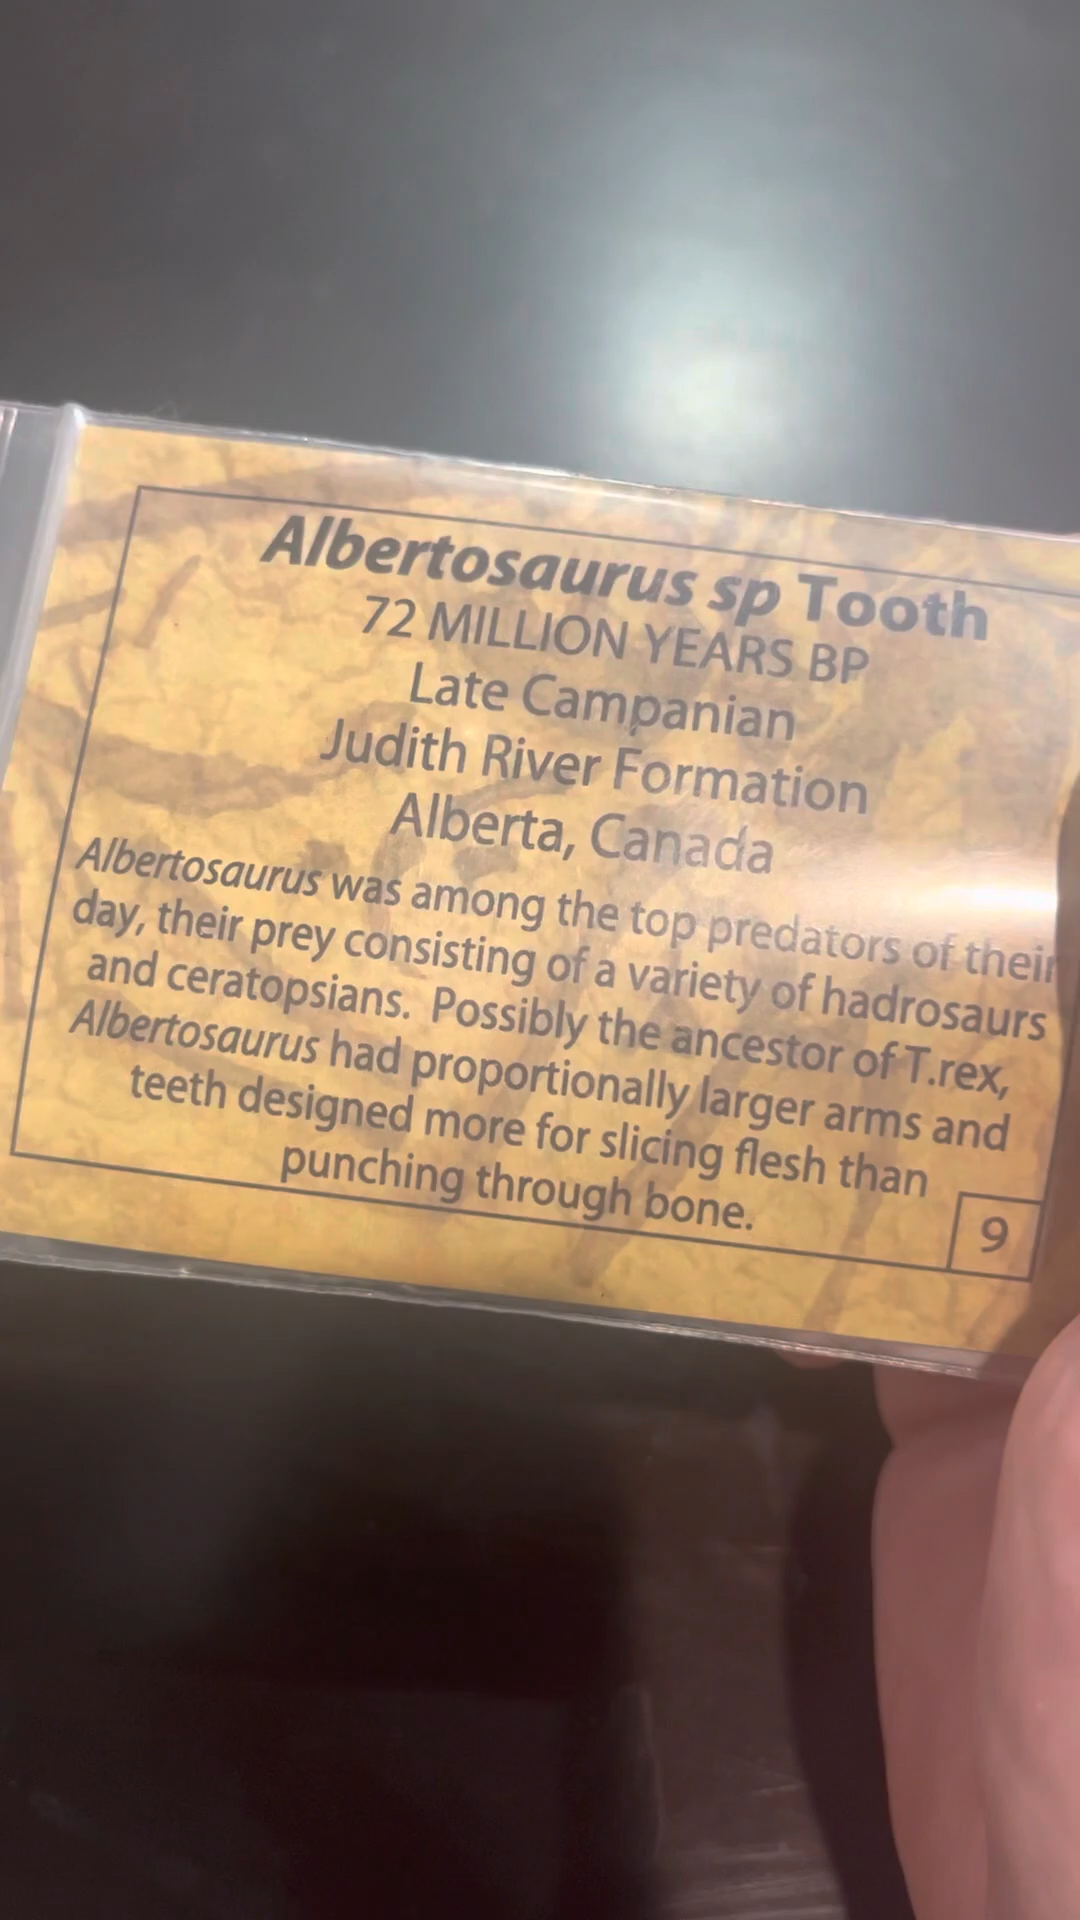 Albertosaurus sp Tooth
72 MILLION YEARS BP
Late Campanian
Judith River Formation
Alberta, Canada
Albertosaurus was among the top predators of their
day, their prey consisting of a variety of hadrosaurs
and ceratopsians. Possibly the ancestor of T.rex,
Albertosaurus had proportionally larger arms and
teeth designed more for slicing flesh than
punching through bone.
9